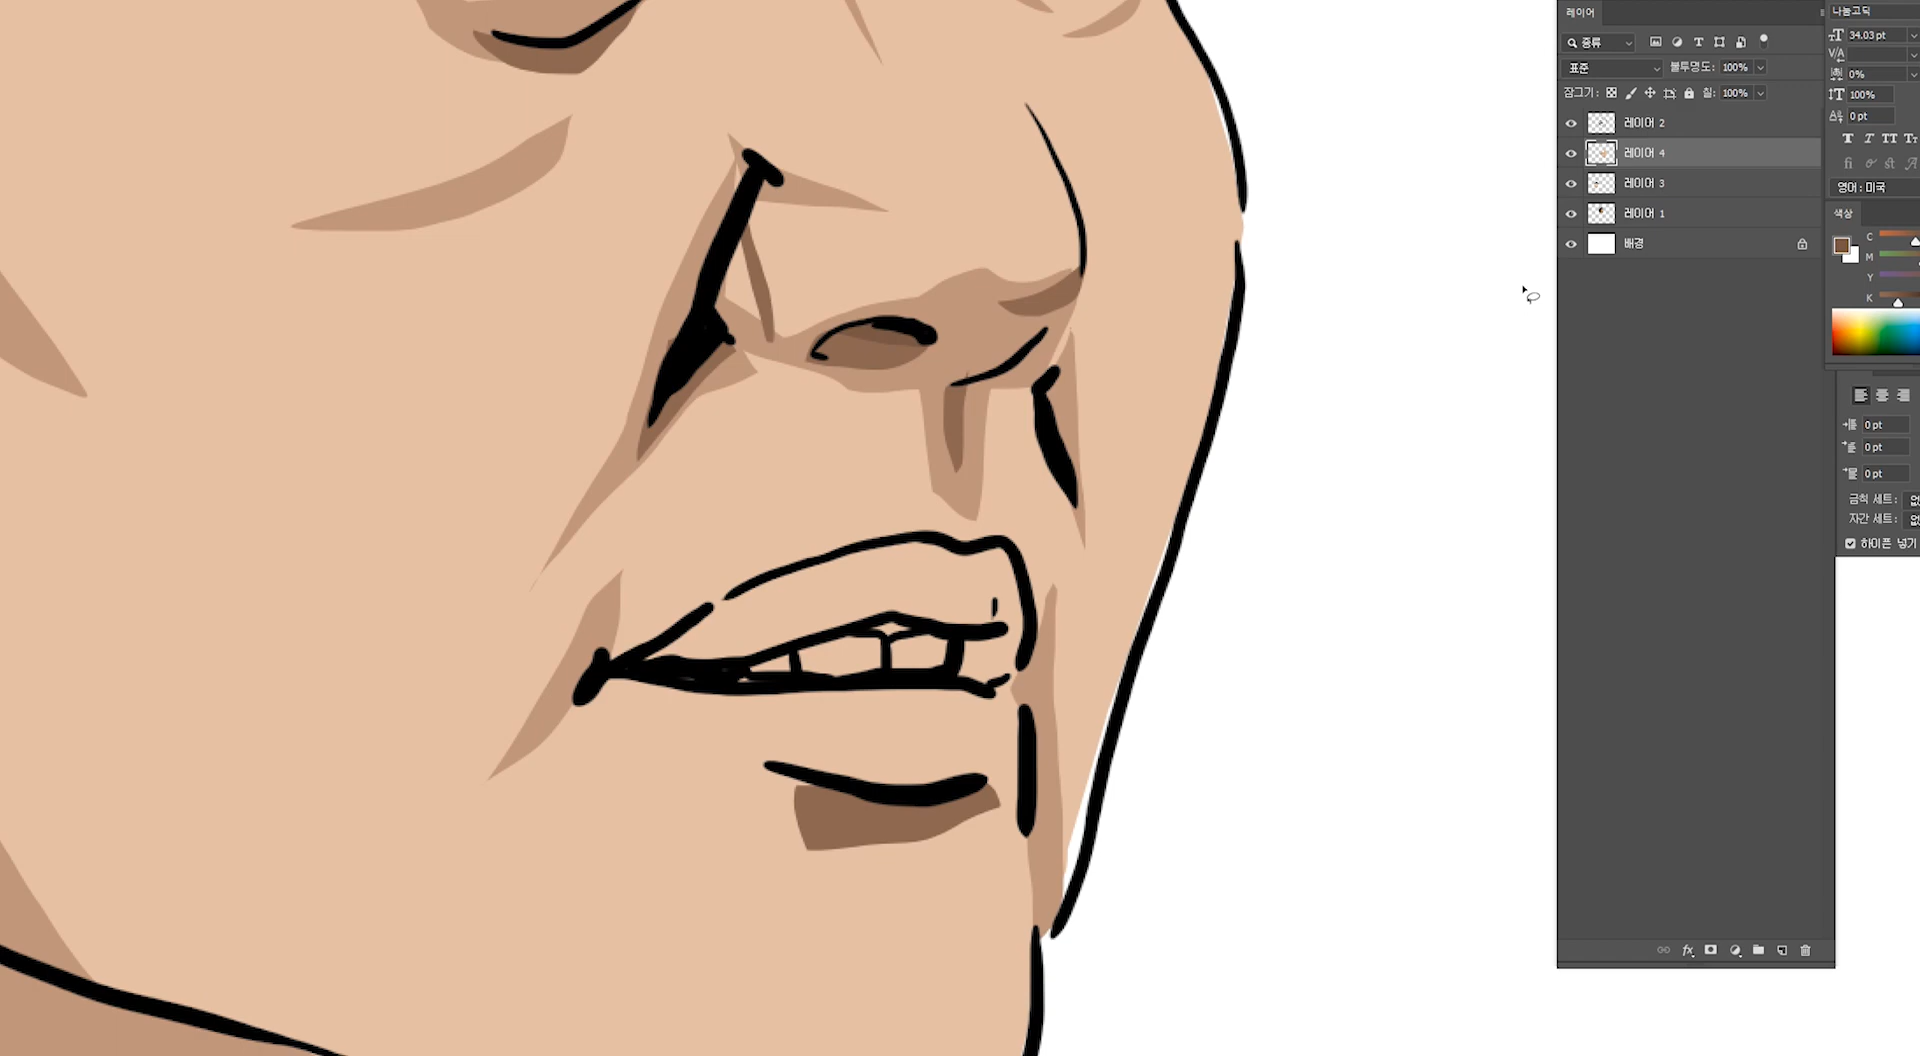 레이어
나눔고딕
34.03 pt
종류
표준
불투명도: 100%
0%
잠그기:
칠: 100%
100%
0 pt
레이어 2
레이어 4
레이어 3
레이어 1
배경
영어: 미국
색상
C
M
Y
K
0 pt
0 pt
0 pt
금칙 세트: 없
자간 세트: 없
하이픈 넣기
fx